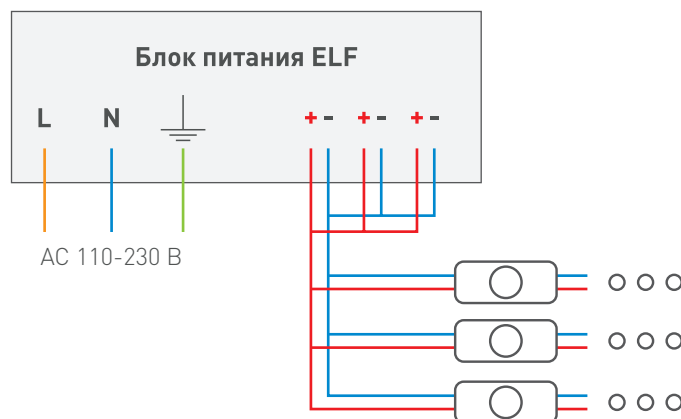 Блок питания ELF
L N + - + - + -
AC 110-230 В